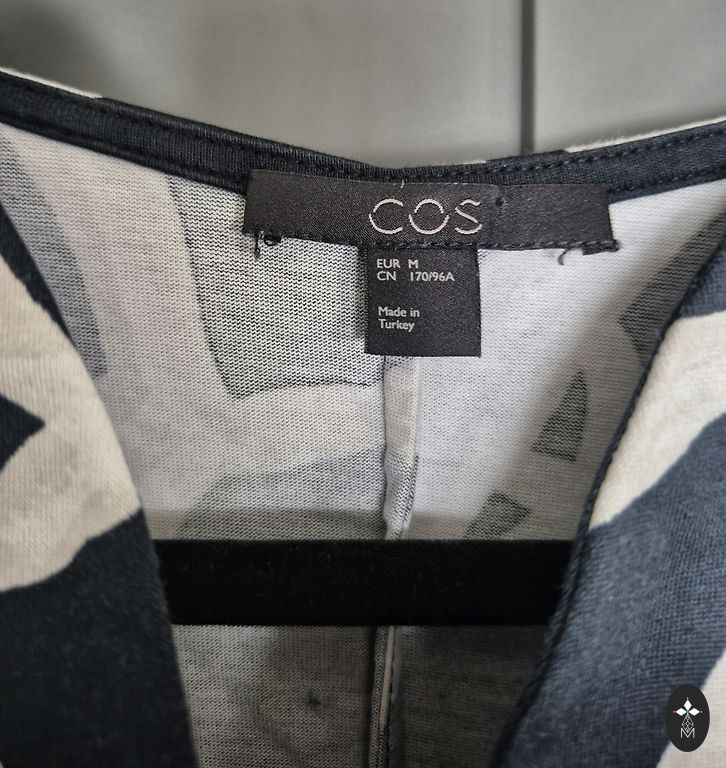 COS
EUR M
CN 170/96A
Made in
Turkey
M